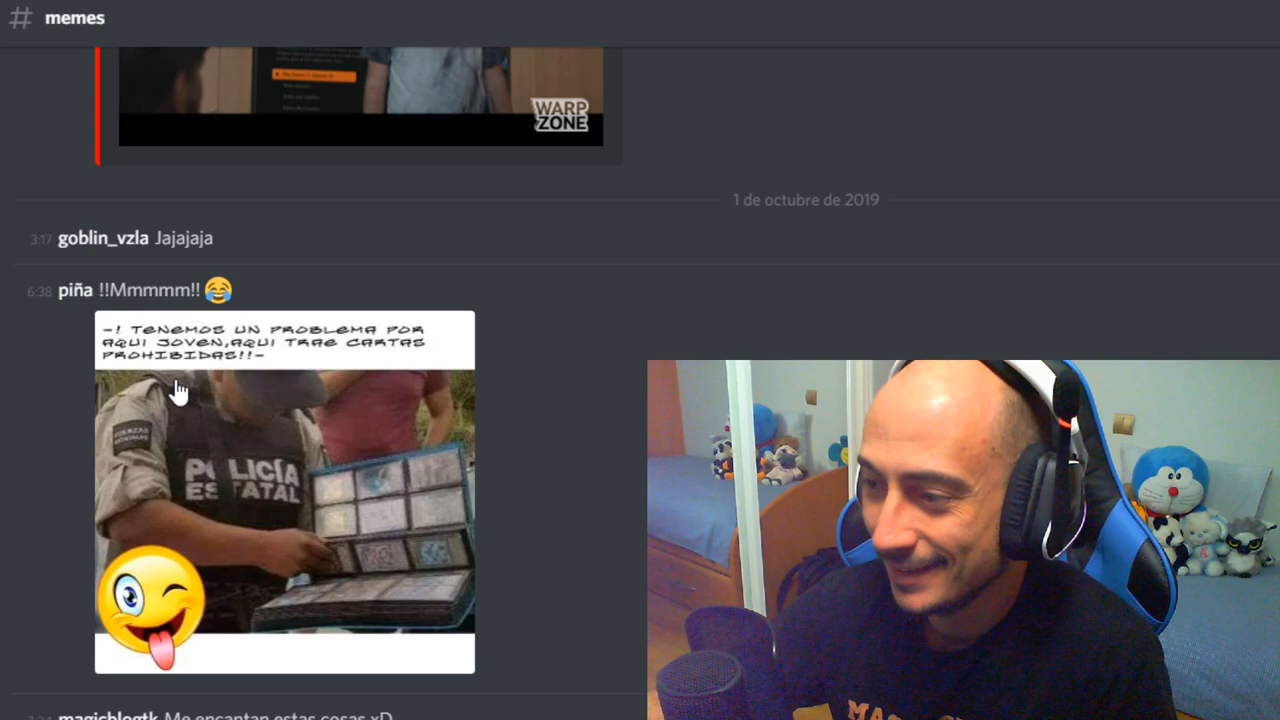 # memes
WARP
ZONE
1 de octubre de 2019
3:17 goblin_vzla Jajajaja
6:38 piña !!Mmmmm!! 😂
-! TENEMOS UN PROBLEMA POR
AQUI JOVEN,AQUI TRAE CARTAS
PROHIBIDAS!!-
POLICÍA
ESTATAL
magicblogtk Me encantan estas cosas xD